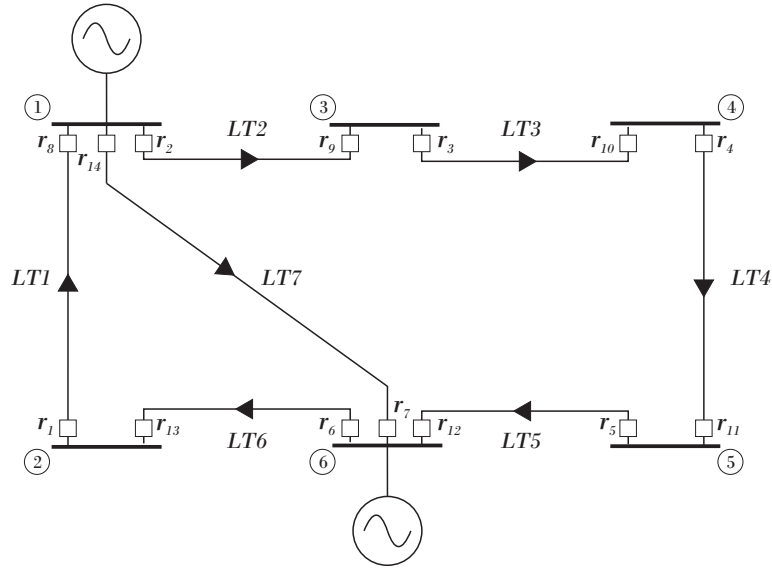 ① ③ ④
r8 r14 r2 LT2 r9 r3 LT3 r10 r4
LT1 LT7 LT4
r1 r13 LT6 r6 r7 r12 LT5 r5 r11
② ⑥ ⑤